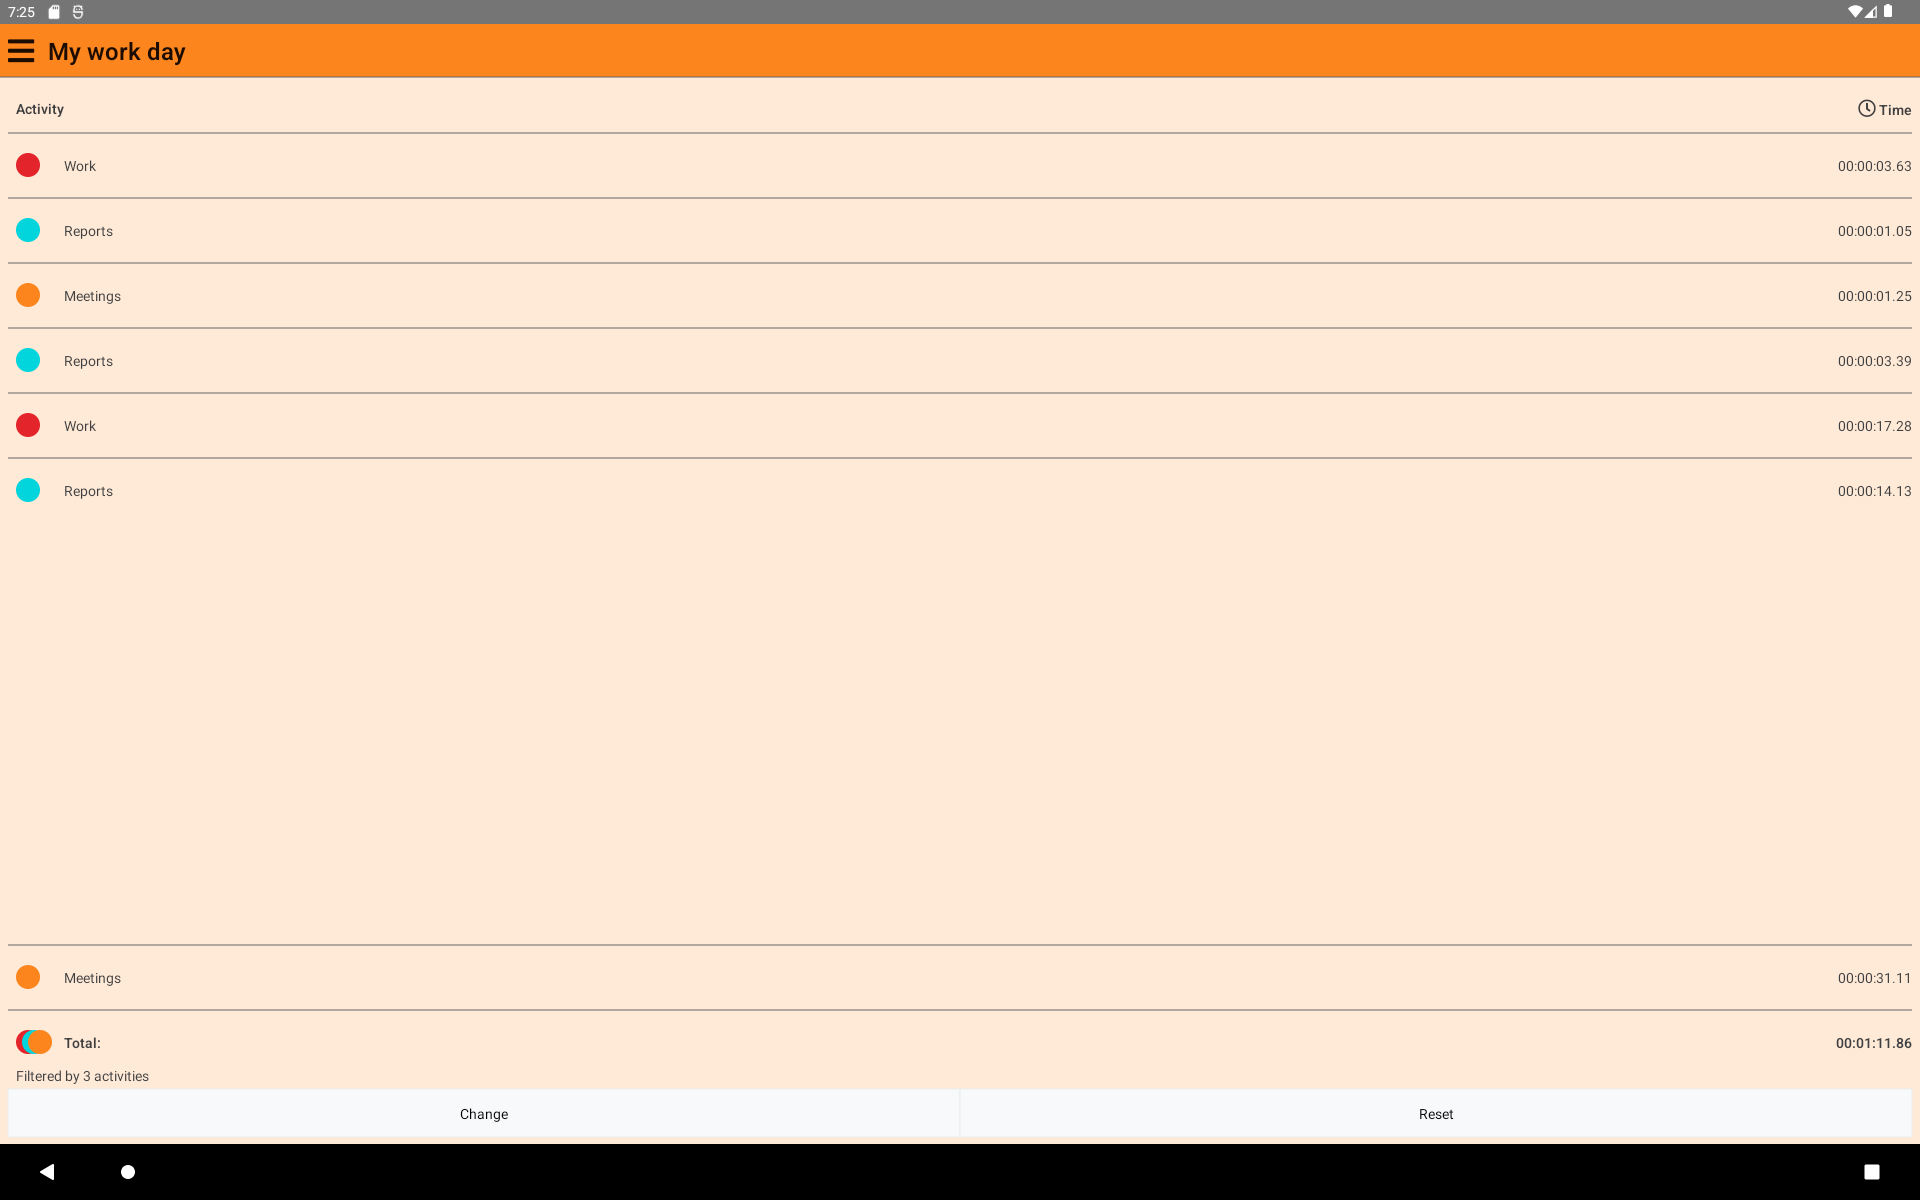 7:25
My work day
Activity Time
Work 00:00:03.63
Reports 00:00:01.05
Meetings 00:00:01.25
Reports 00:00:03.39
Work 00:00:17.28
Reports 00:00:14.13
Meetings 00:00:31.11
Total: 00:01:11.86
Filtered by 3 activities
Change Reset